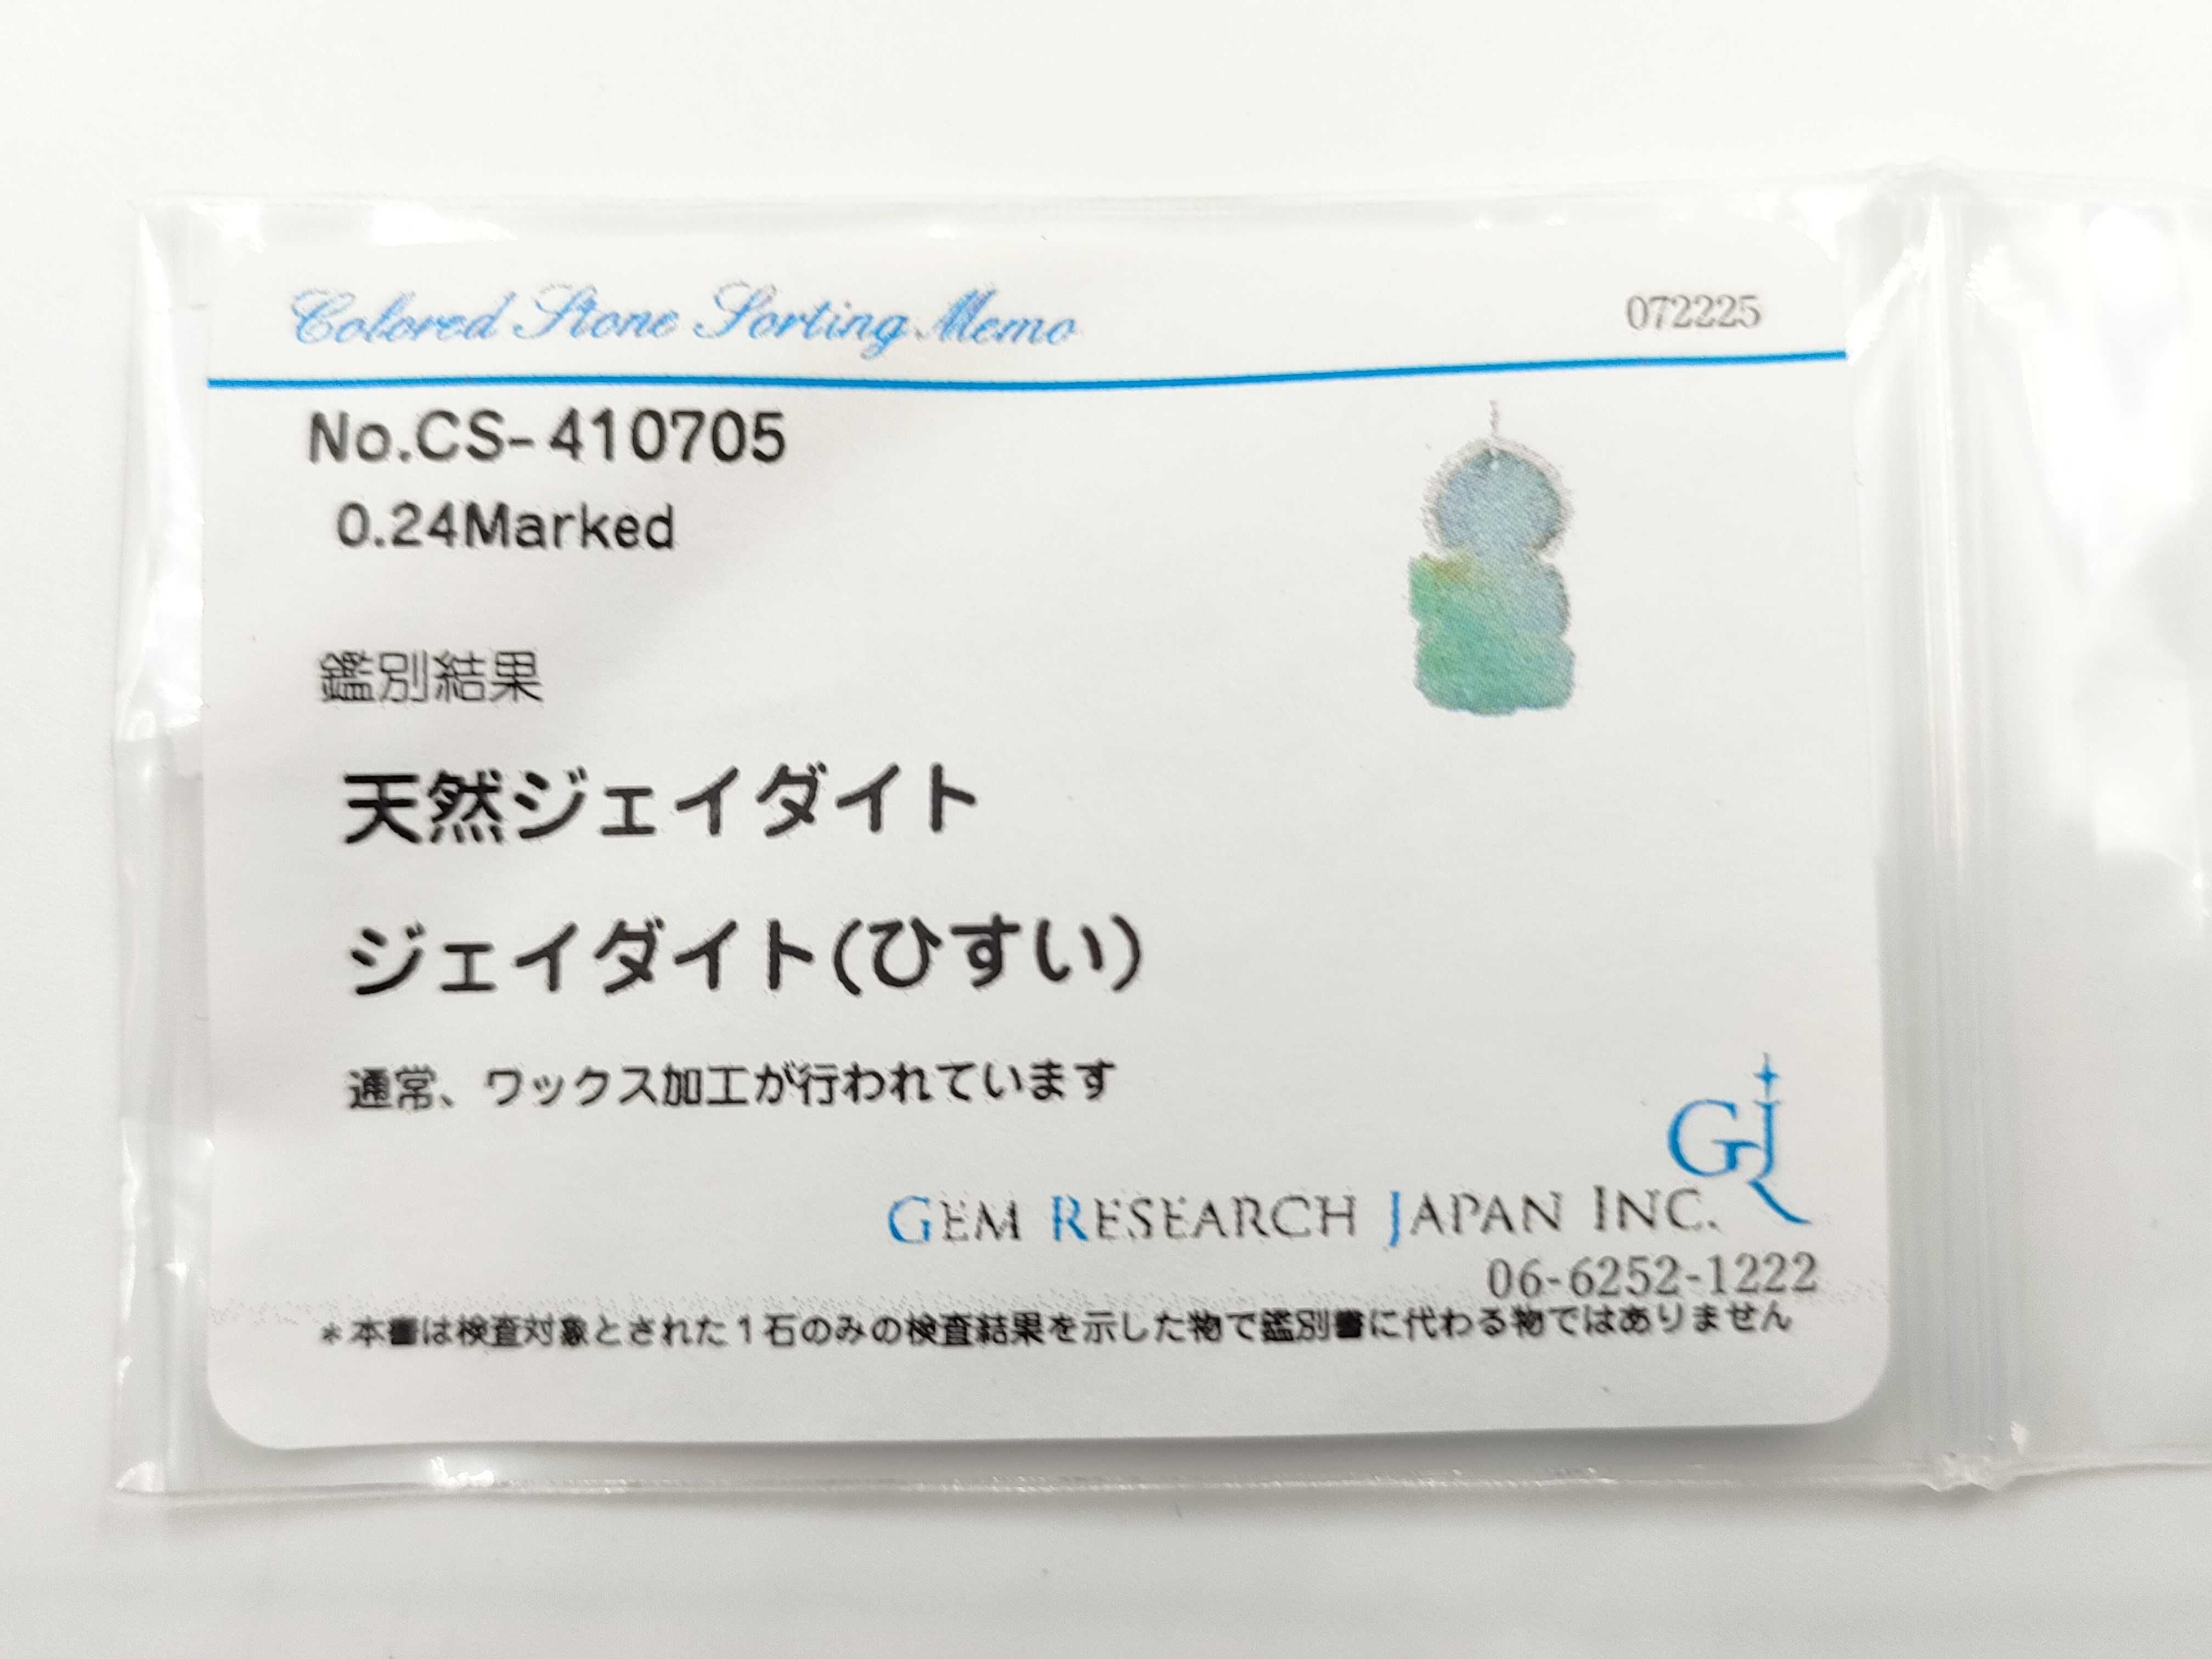 Colored Stone Sorting Memo
072225
No.CS-410705
0.24Marked
鑑別結果
天然ジェイダイト
ジェイダイト(ひすい)
通常、ワックス加工が行われています
GJR
GEM RESEARCH JAPAN INC.
06-6252-1222
*本書は検査対象とされた1石のみの検査結果を示した物で鑑別書に代わる物ではありません